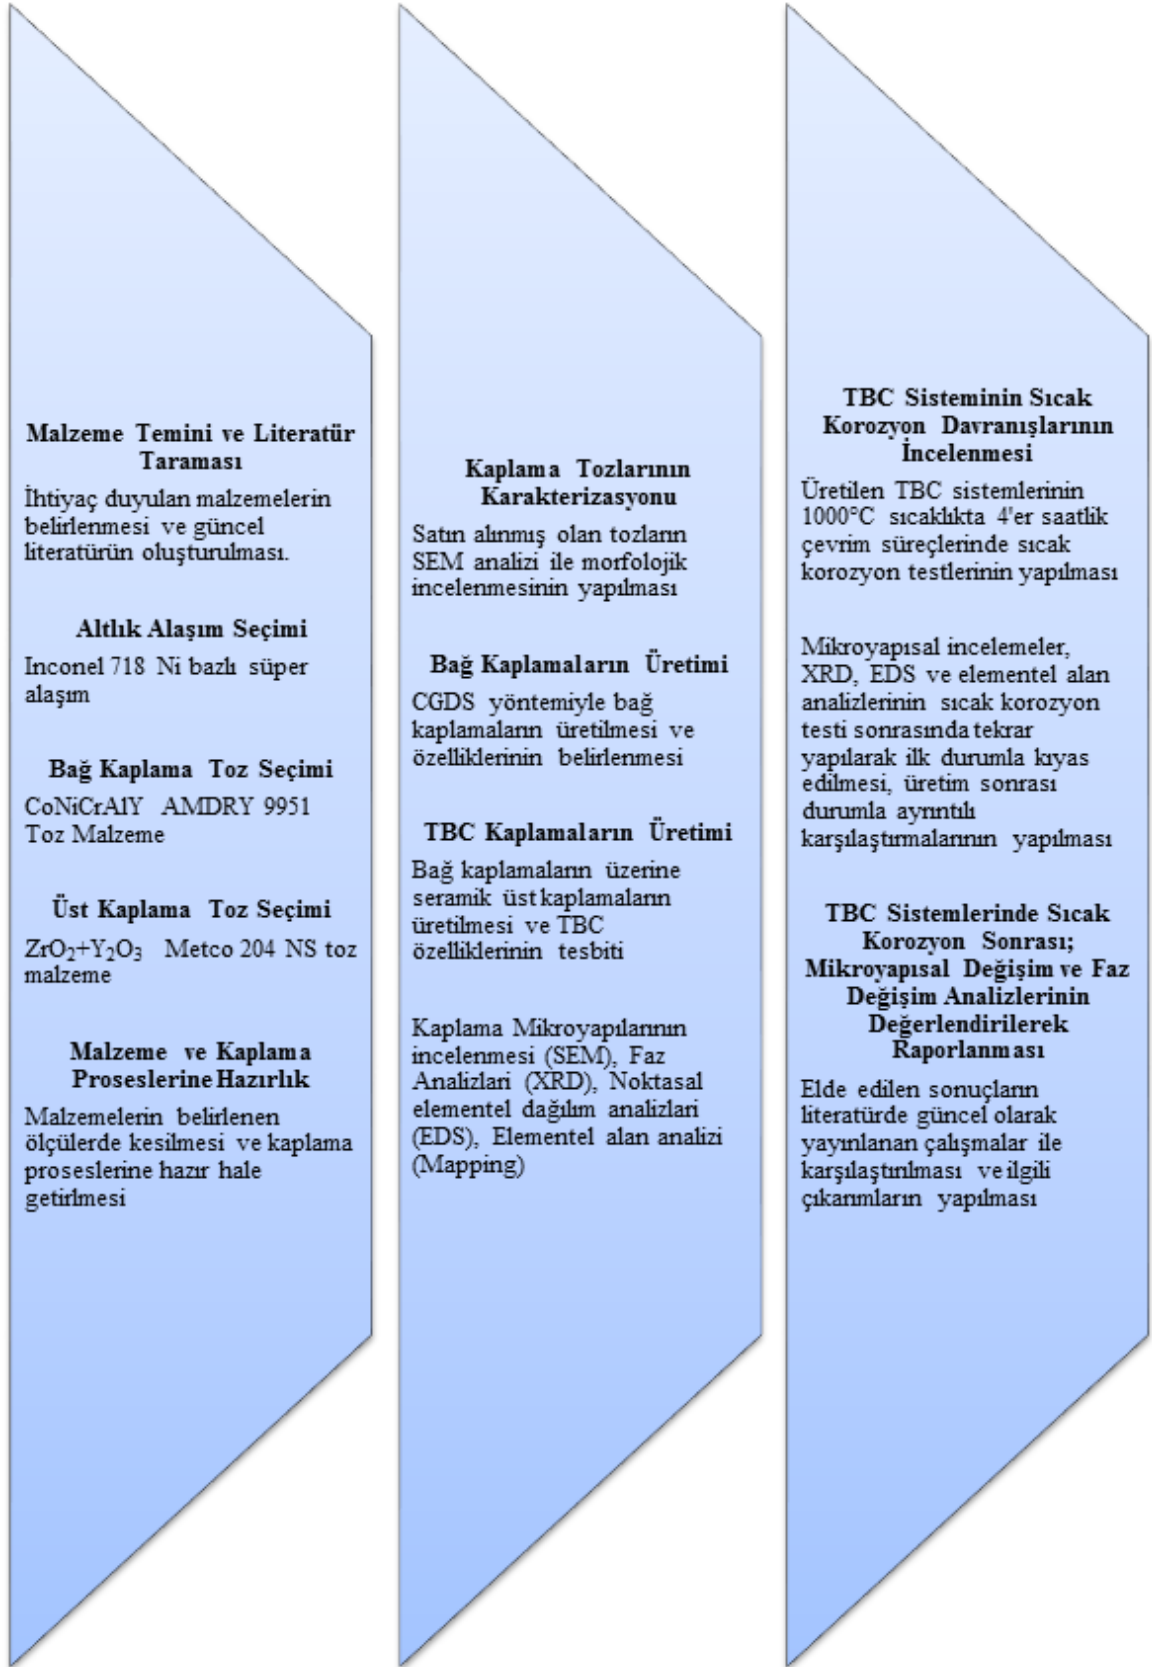 Malzeme Temini ve Literatür
Taraması
İhtiyaç duyulan malzemelerin
belirlenmesi ve güncel
literatürün oluşturulması.
Altlık Alaşım Seçimi
Inconel 718 Ni bazlı süper
alaşım
Bağ Kaplama Toz Seçimi
CoNiCrAlY AMDRY 9951
Toz Malzeme
Üst Kaplama Toz Seçimi
ZrO₂+Y₂O₃ Metco 204 NS toz
malzeme
Malzeme ve Kaplama
Proseslerine Hazırlık
Malzemelerin belirlenen
ölçülerde kesilmesi ve kaplama
proseslerine hazır hale
getirlmesi
Kaplama Tozlarının
Karakterizasyonu
Satın alınmış olan tozların
SEM analizi ile morfolojik
incelenmesinin yapılması
Bağ Kaplamaların Üretimi
CGDS yöntemiyle bağ
kaplamaların üretilmesi ve
özelliklerinin belirlenmesi
TBC Kaplamaların Üretimi
Bağ kaplamaların üzerine
seramik üst kaplamaların
üretilmesi ve TBC
özelliklerinin tesbiti
Kaplama Mikroyapılarının
incelenmesi (SEM), Faz
Analizlari (XRD), Noktasal
elementel dağılım analizlari
(EDS), Elementel alan analizi
(Mapping)
TBC Sisteminin Sıcak
Korozyon Davranışlarının
İncelenmesi
Üretilen TBC sistemlerinin
1000°C sıcaklıkta 4'er saatlik
çevrim süreçlerinde sıcak
korozyon testlerinin yapılması
Mikroyapısal incelemeler,
XRD, EDS ve elementel alan
analizlerinin sıcak korozyon
testi sonrasında tekrar
yapılarak ilk durumla kıyas
edilmesi, üretim sonrası
durumla ayrıntılı
karşılaştırmalarının yapılması
TBC Sistemlerinde Sıcak
Korozyon Sonrası;
Mikroyapısal Değişim ve Faz
Değişim Analizlerinin
Değerlendirilerek
Raporlanması
Elde edilen sonuçların
literatürde güncel olarak
yayınlanan çalışmalar ile
karşılaştırılması ve ilgili
çıkarımların yapılması